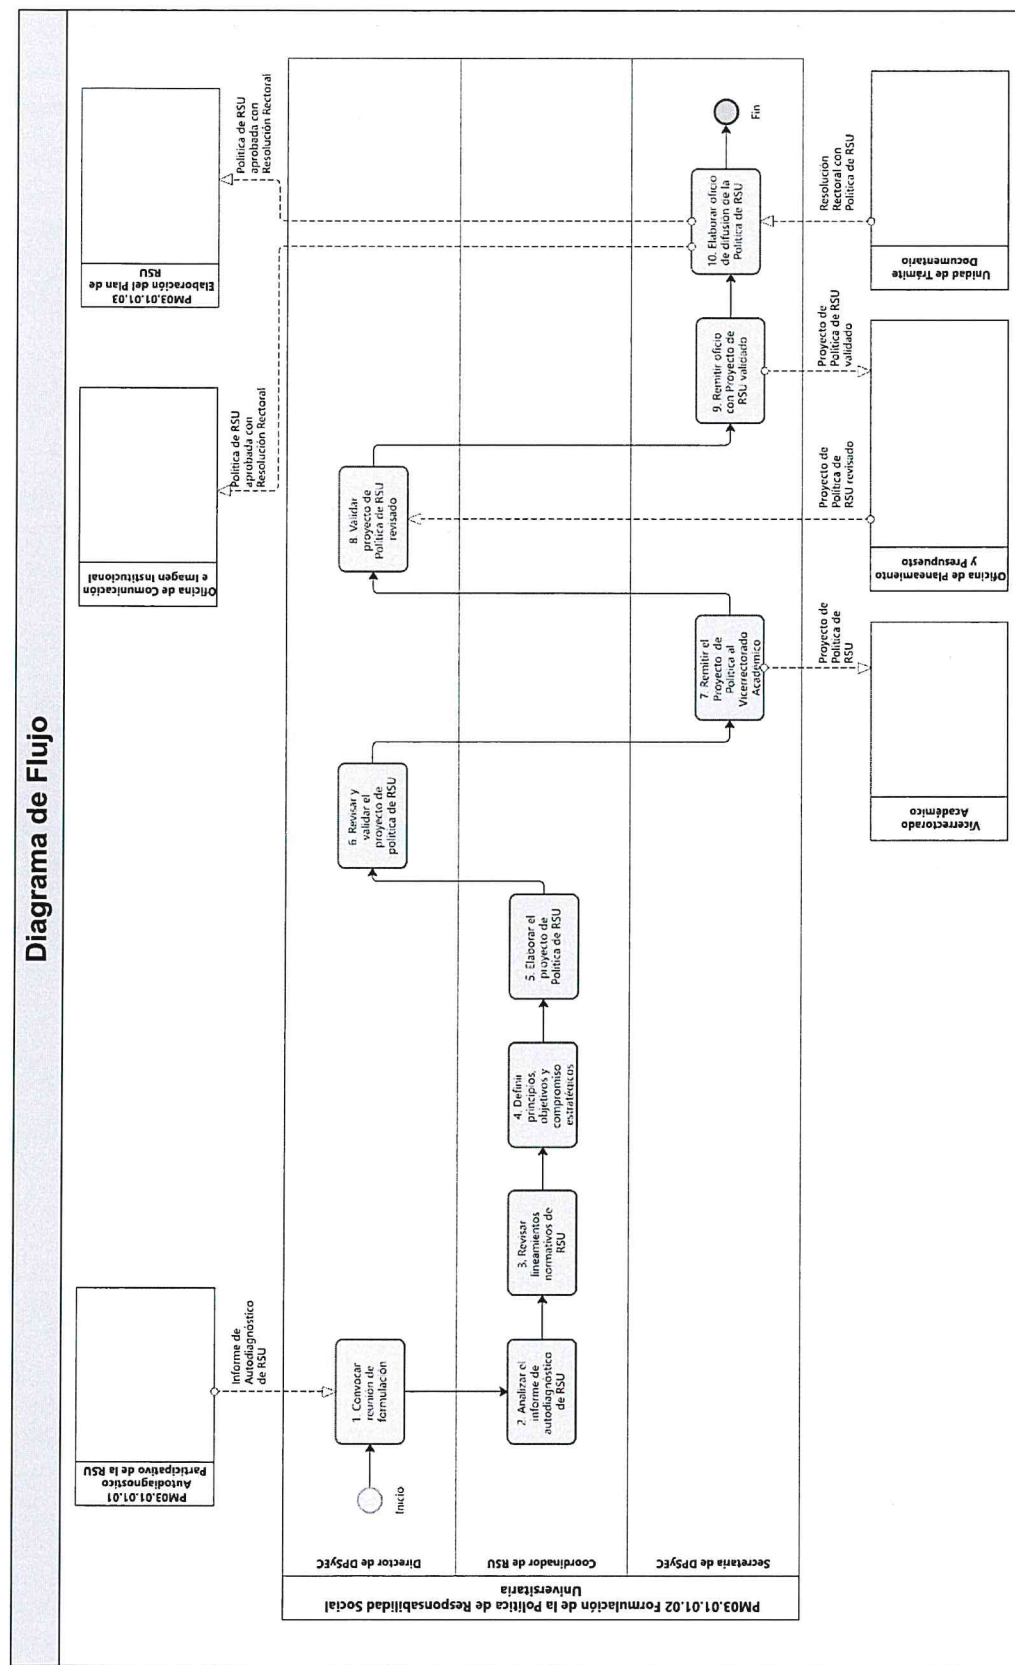 Diagrama de Flujo
PM03.01.01.01
Autodiagnostico
Participativo de la RSU
Informe de
Autodiagnóstico
de RSU
Oficina de Comunicación
e Imagen Institucional
Política de RSU
aprobada con
Resolución Rectoral
PM03.01.01.03
Elaboración del Plan de
RSU
Política de RSU
aprobada con
Resolución Rectoral
PM03.01.01.02 Formulación de la Política de Responsabilidad Social
Universitaria
Director de DPSyEC
Coordinador de RSU
Secretaria de DPSyEC
Inicio
1. Convocar
reunión de
formulación
2. Analizar el
informe de
autodiagnóstico
de RSU
3. Revisar
lineamientos
normativos de
RSU
4. Definir
principios,
objetivos y
compromiso
estratégicos
5. Elaborar el
proyecto de
Política de RSU
6. Revisar y
validar el
proyecto de
política de RSU
7. Remitir el
Proyecto de
Política al
Vicerrectorado
Académico
8. Validar
proyecto de
Política de RSU
revisado
9. Remitir oficio
con Proyecto de
RSU validado
10. Elaborar oficio
de difusión de la
Política de RSU
Fin
Proyecto de
Política de
RSU
Vicerrectorado
Académico
Proyecto de
Política de
RSU revisado
Proyecto de
Política de RSU
validado
Oficina de Planeamiento
y Presupuesto
Resolución
Rectoral con
Política de RSU
Unidad de Trámite
Documentario